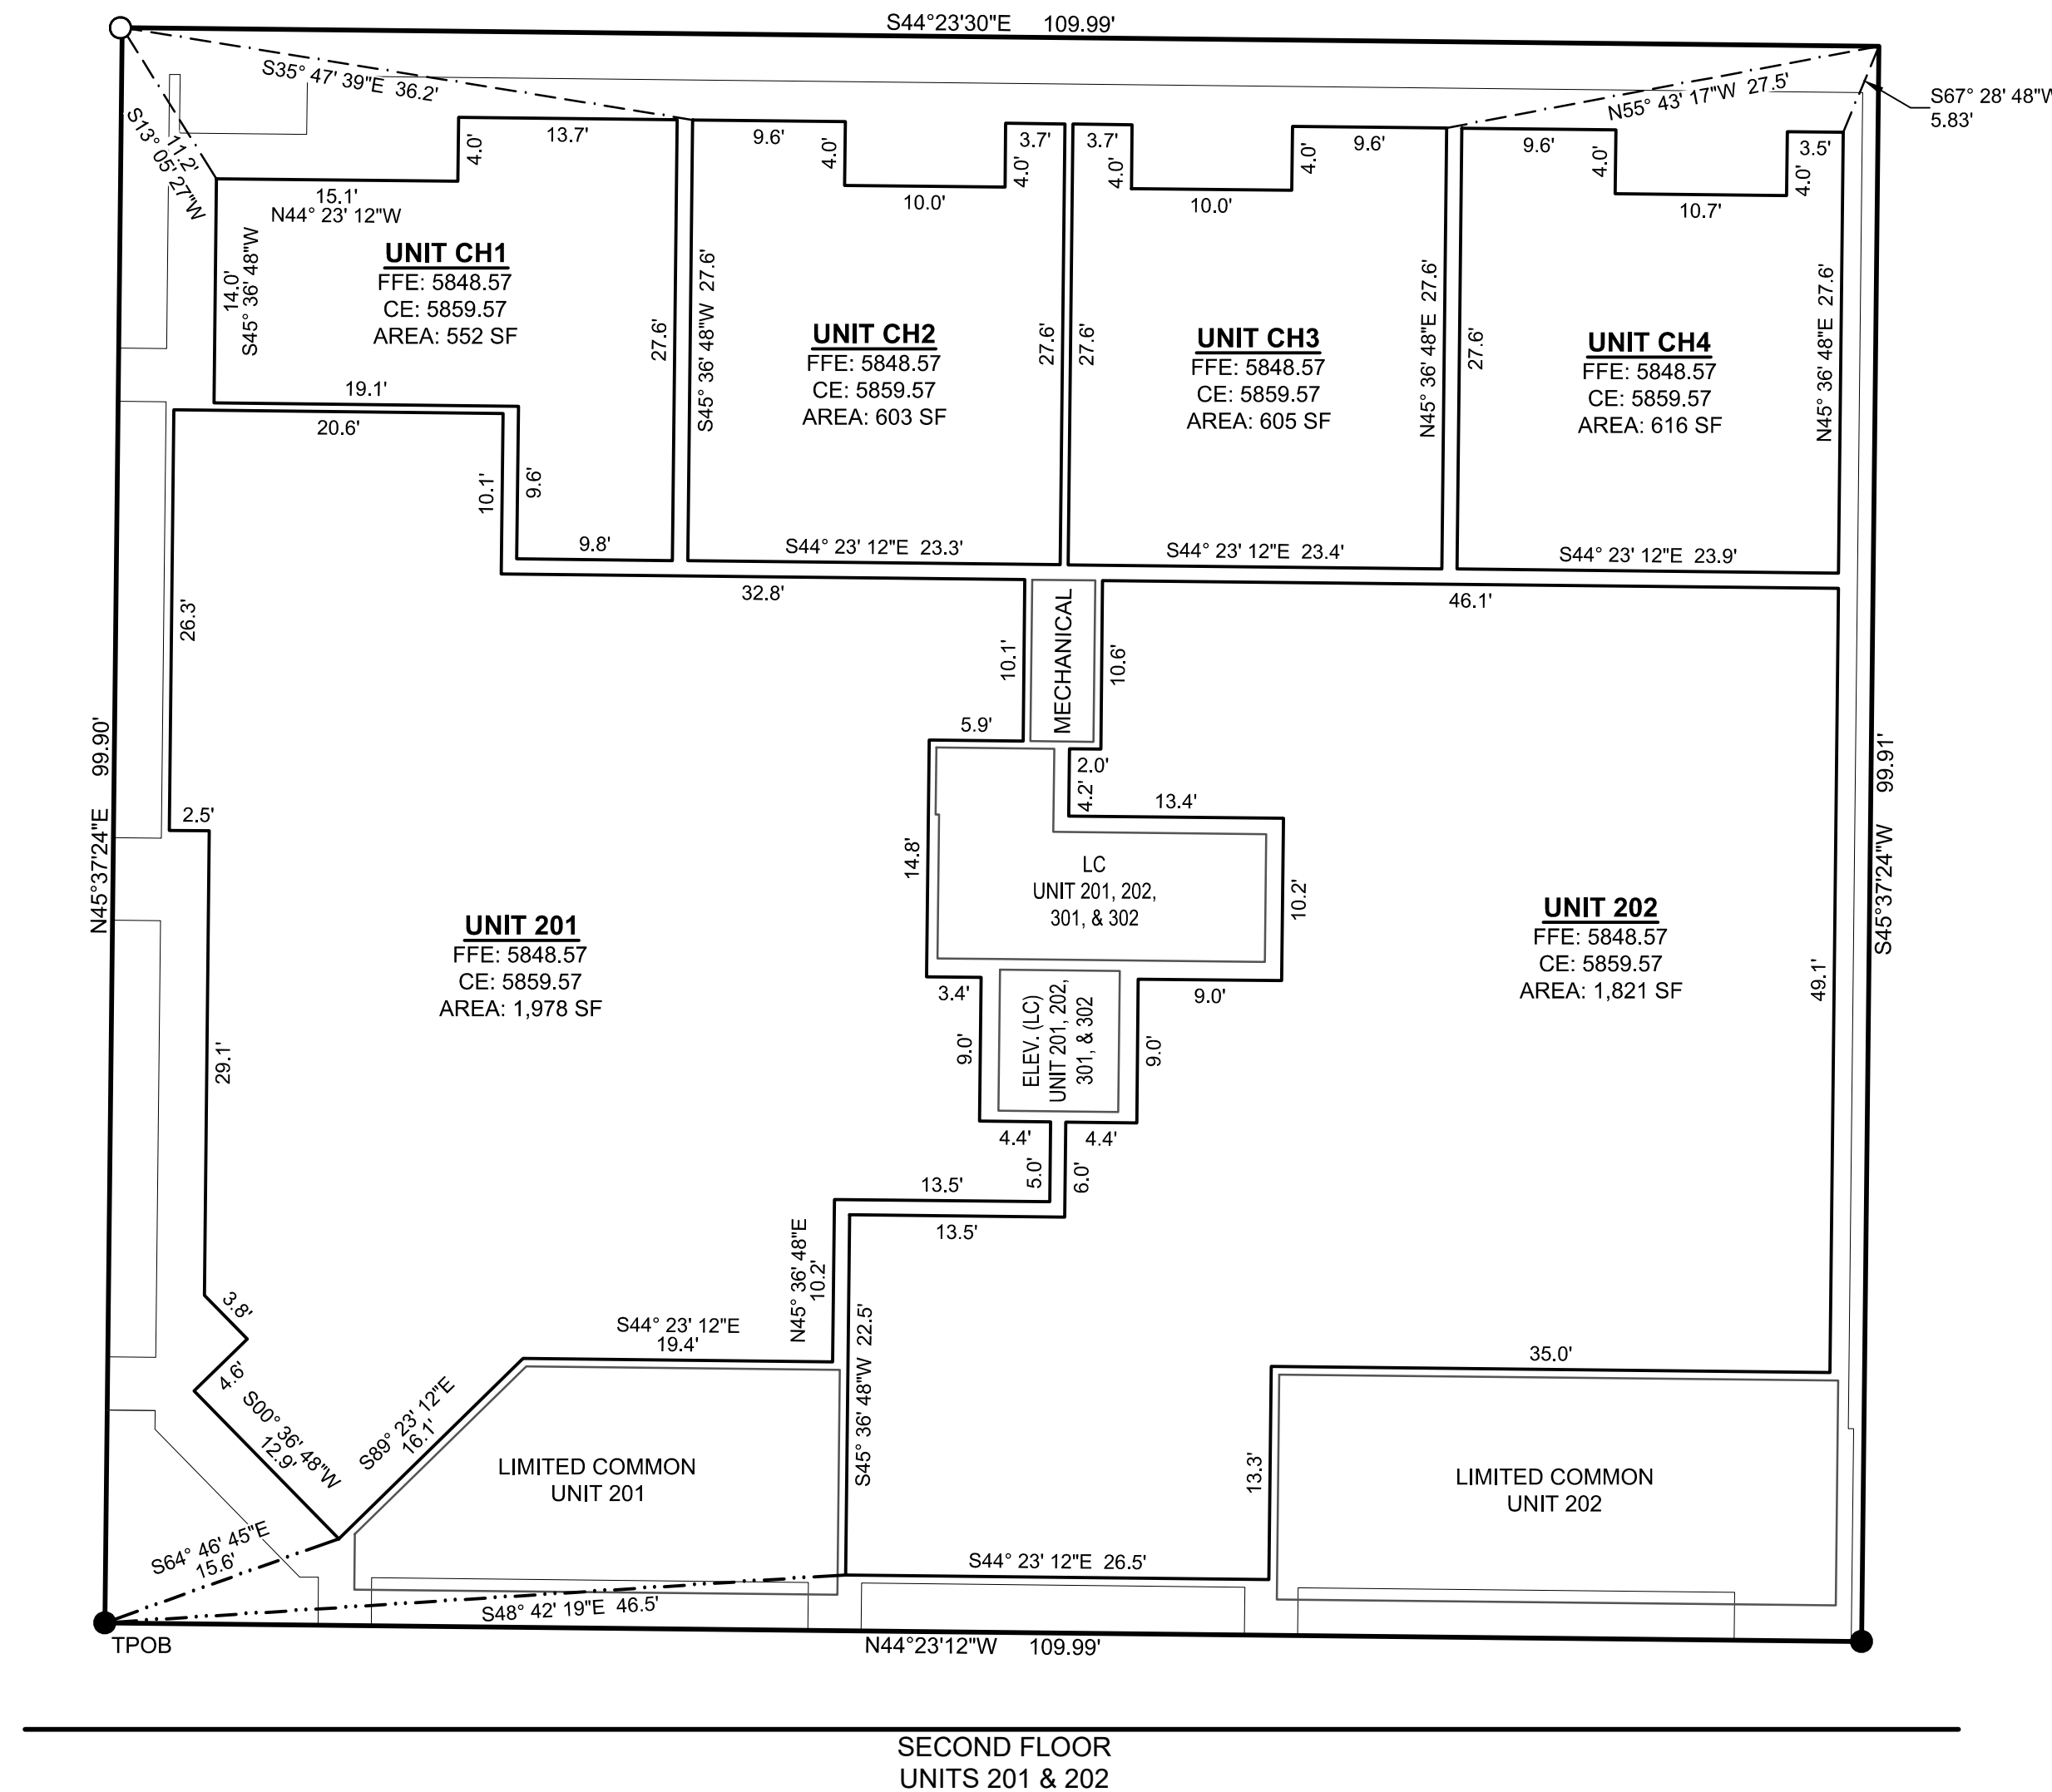 S44°23'30"E 109.99'
S35° 47' 39"E 36.2'
N55° 43' 17"W 27.5'
S67° 28' 48"W
5.83'
S13° 05' 27"W
11.2'
4.0'
13.7'
9.6'
4.0'
3.7'
4.0'
3.7'
4.0'
4.0'
9.6'
9.6'
4.0'
3.5'
4.0'
15.1'
N44° 23' 12"W
10.0'
10.0'
10.7'
14.0'
S45° 36' 48"W
UNIT CH1
FFE: 5848.57
CE: 5859.57
AREA: 552 SF
27.6'
S45° 36' 48"W 27.6'
UNIT CH2
FFE: 5848.57
CE: 5859.57
AREA: 603 SF
27.6'
27.6'
UNIT CH3
FFE: 5848.57
CE: 5859.57
AREA: 605 SF
N45° 36' 48"E 27.6'
27.6'
UNIT CH4
FFE: 5848.57
CE: 5859.57
AREA: 616 SF
N45° 36' 48"E 27.6'
19.1'
20.6'
10.1'
9.6'
9.8'
S44° 23' 12"E 23.3'
S44° 23' 12"E 23.4'
S44° 23' 12"E 23.9'
32.8'
46.1'
26.3'
10.1'
MECHANICAL
10.6'
5.9'
2.0'
4.2'
13.4'
N45°37'24"E 99.90'
S45°37'24"W 99.91'
2.5'
14.8'
LC
UNIT 201, 202,
301, & 302
10.2'
UNIT 201
FFE: 5848.57
CE: 5859.57
AREA: 1,978 SF
UNIT 202
FFE: 5848.57
CE: 5859.57
AREA: 1,821 SF
49.1'
3.4'
9.0'
ELEV. (LC)
UNIT 201, 202,
301, & 302
9.0'
9.0'
29.1'
4.4'
4.4'
5.0'
6.0'
13.5'
13.5'
N45° 36' 48"E
10.2'
3.8'
4.6'
S44° 23' 12"E
19.4'
S45° 36' 48"W 22.5'
35.0'
S00° 36' 48"W
12.9'
S89° 23' 12"E
16.1'
13.3'
LIMITED COMMON
UNIT 201
LIMITED COMMON
UNIT 202
S64° 46' 45"E
15.6'
S44° 23' 12"E 26.5'
S48° 42' 19"E 46.5'
TPOB
N44°23'12"W 109.99'
SECOND FLOOR
UNITS 201 & 202